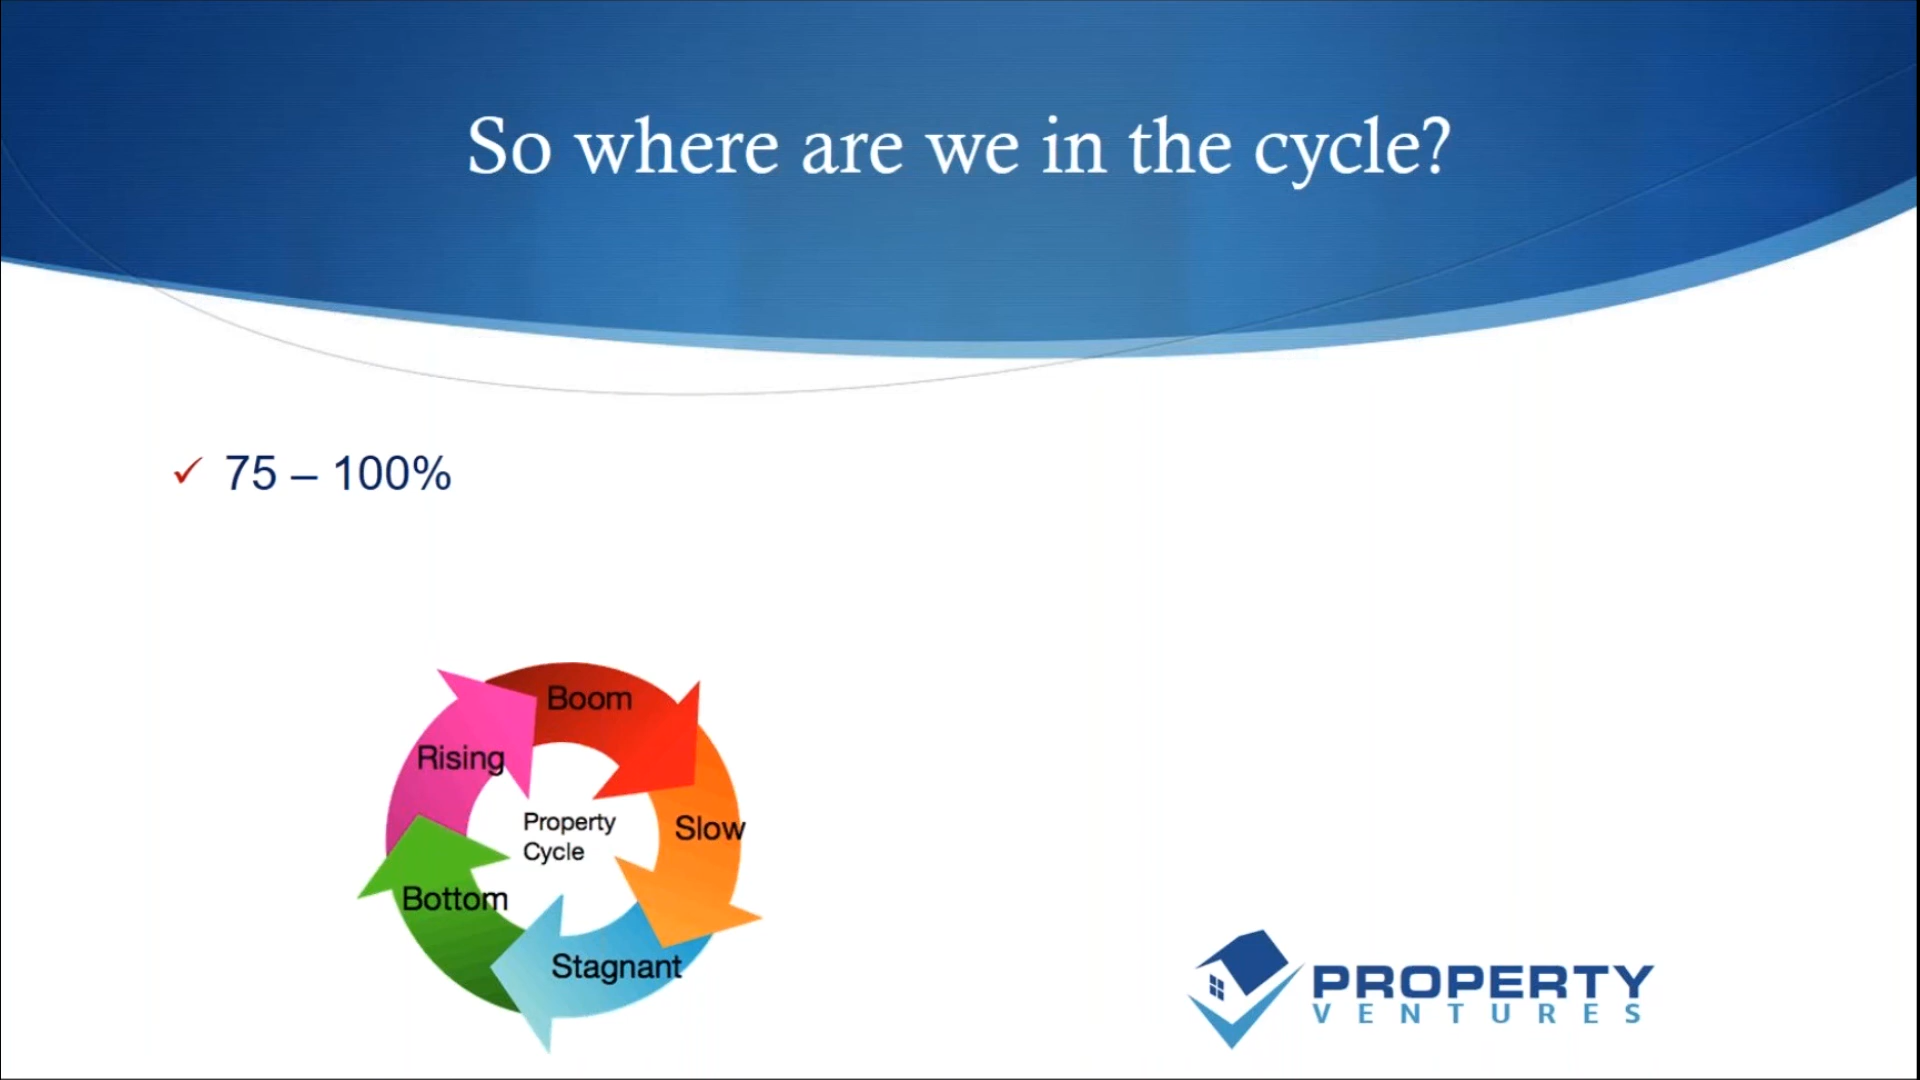 So where are we in the cycle?
75 – 100%
Boom
Rising
Slow
Property
Cycle
Bottom
Stagnant
PROPERTY
VENTURES